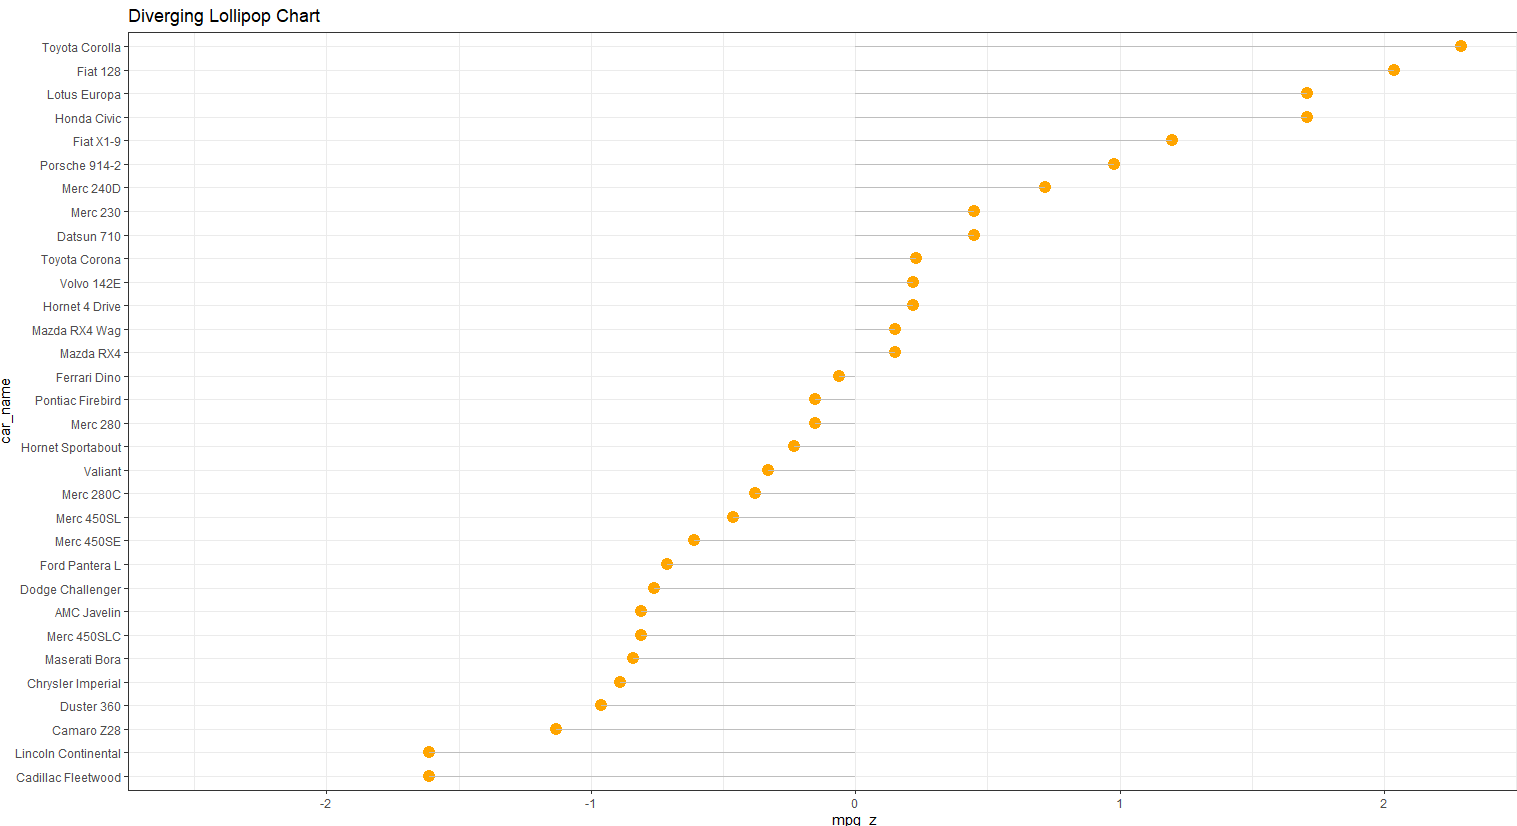 Diverging Lollipop Chart
Toyota Corolla
Fiat 128
Lotus Europa
Honda Civic
Fiat X1-9
Porsche 914-2
Merc 240D
Merc 230
Datsun 710
Toyota Corona
Volvo 142E
Hornet 4 Drive
Mazda RX4 Wag
Mazda RX4
Ferrari Dino
Pontiac Firebird
Merc 280
Hornet Sportabout
Valiant
Merc 280C
Merc 450SL
Merc 450SE
Ford Pantera L
Dodge Challenger
AMC Javelin
Merc 450SLC
Maserati Bora
Chrysler Imperial
Duster 360
Camaro Z28
Lincoln Continental
Cadillac Fleetwood
car_name
-2 -1 0 1 2
mpg_z